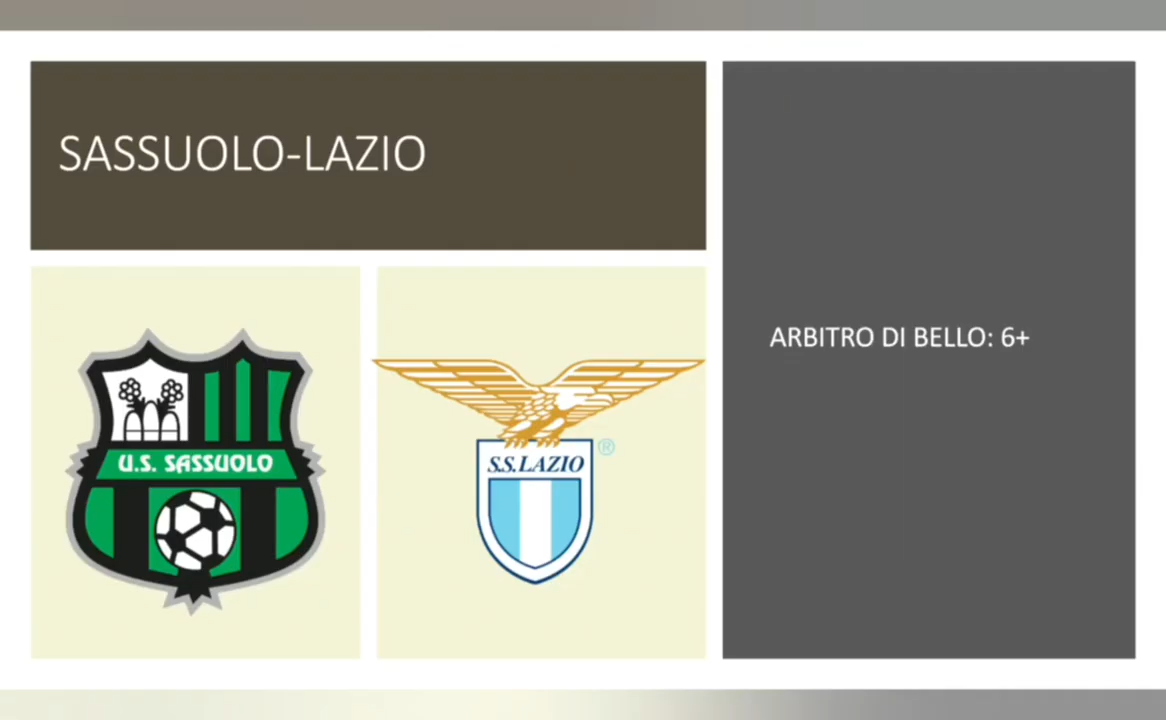 SASSUOLO-LAZIO
ARBITRO DI BELLO: 6+
U.S. SASSUOLO
S.S.LAZIO
®